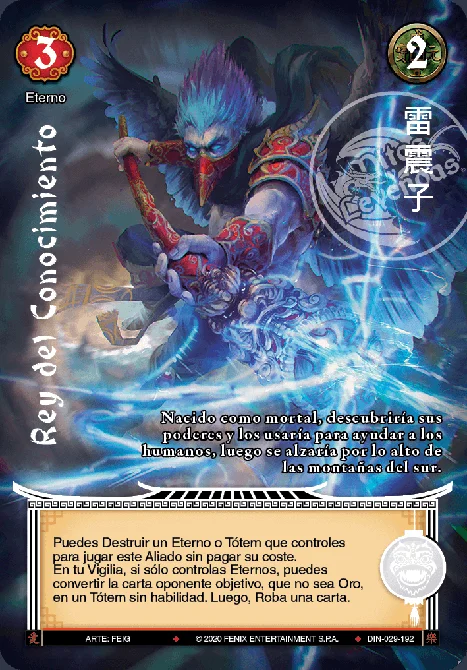 3
2
Eterno
雷震子
Mitos y Leyendas
Rey del Conocimiento
Nacido como mortal, descubriría sus
poderes y los usaría para ayudar a los
humanos, luego se alzaría por lo alto de
las montañas del sur.
Puedes Destruir un Eterno o Tótem que controles
para jugar este Aliado sin pagar su coste.
En tu Vigilia, si sólo controlas Eternos, puedes
convertir la carta oponente objetivo, que no sea Oro,
en un Tótem sin habilidad. Luego, Roba una carta.
ARTE: FEIG ◆ © 2020 FENIX ENTERTAINMENT S.P.A. ◆ DIN-029-192